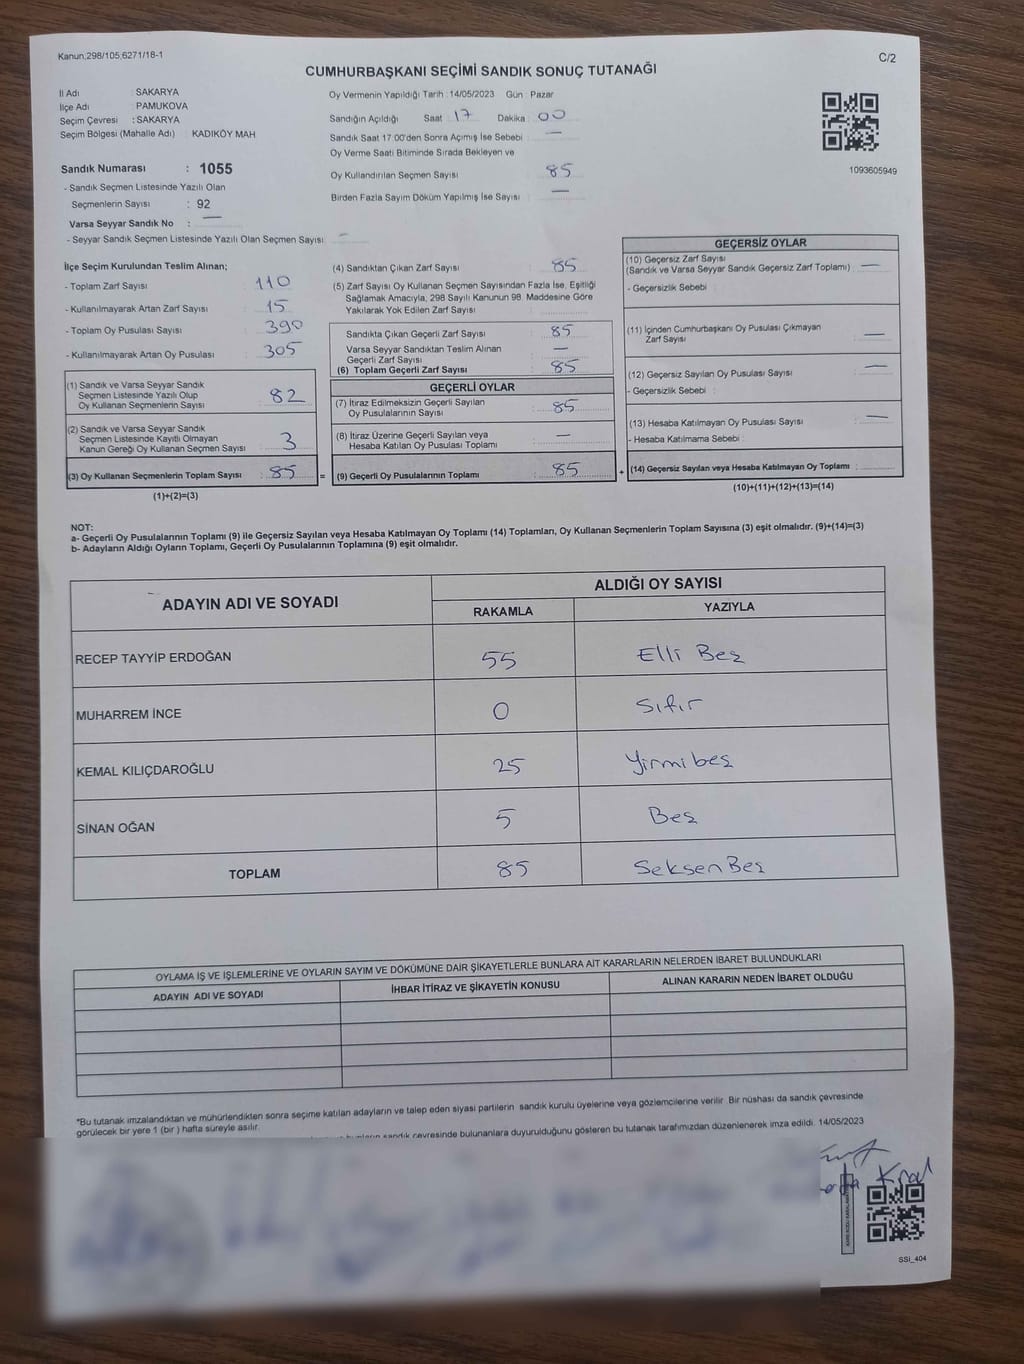 Kanun,298/105,6271/18-1
C/2
CUMHURBAŞKANI SEÇİMİ SANDIK SONUÇ TUTANAĞI
İl Adı : SAKARYA
İlçe Adı : PAMUKOVA
Seçim Çevresi : SAKARYA
Seçim Bölgesi (Mahalle Adı) : KADIKÖY MAH
Sandık Numarası : 1055
- Sandık Seçmen Listesinde Yazılı Olan
Seçmenlerin Sayısı : 92
Varsa Seyyar Sandık No : —
- Seyyar Sandık Seçmen Listesinde Yazılı Olan Seçmen Sayısı : —
Oy Vermenin Yapıldığı Tarih : 14/05/2023 Gün : Pazar
Sandığın Açıldığı Saat : 17 Dakika : 00
Sandık Saat 17:00'den Sonra Açımış İse Sebebi : —
Oy Verme Saati Bitiminde Sırada Bekleyen ve
Oy Kullandırılan Seçmen Sayısı : 85
Birden Fazla Sayım Döküm Yapılmış İse Sayısı : —
1093605949
İlçe Seçim Kurulundan Teslim Alınan;
- Toplam Zarf Sayısı : 110
- Kullanılmayarak Artan Zarf Sayısı : 15
- Toplam Oy Pusulası Sayısı : 390
- Kullanılmayarak Artan Oy Pusulası : 305
(1) Sandık ve Varsa Seyyar Sandık
Seçmen Listesinde Yazılı Olup
Oy Kullanan Seçmenlerin Sayısı : 82
(2) Sandık ve Varsa Seyyar Sandık
Seçmen Listesinde Kayıtlı Olmayan
Kanun Gereği Oy Kullanan Seçmen Sayısı : 3
(3) Oy Kullanan Seçmenlerin Toplam Sayısı : 85 =
(1)+(2)=(3)
(4) Sandıktan Çıkan Zarf Sayısı : 85
(5) Zarf Sayısı Oy Kullanan Seçmen Sayısından Fazla İse, Eşitliği
Sağlamak Amacıyla, 298 Sayılı Kanunun 98. Maddesine Göre
Yakılarak Yok Edilen Zarf Sayısı :
Sandıkta Çıkan Geçerli Zarf Sayısı : 85
Varsa Seyyar Sandıktan Teslim Alınan
Geçerli Zarf Sayısı : —
(6) Toplam Geçerli Zarf Sayısı : 85
GEÇERLİ OYLAR
(7) İtiraz Edilmeksizin Geçerli Sayılan
Oy Pusulalarının Sayısı : 85
(8) İtiraz Üzerine Geçerli Sayılan veya
Hesaba Katılan Oy Pusulası Toplamı : —
(9) Geçerli Oy Pusulalarının Toplamı : 85 +
GEÇERSİZ OYLAR
(10) Geçersiz Zarf Sayısı
(Sandık ve Varsa Seyyar Sandık Geçersiz Zarf Toplamı) : —
- Geçersizlik Sebebi :
(11) İçinden Cumhurbaşkanı Oy Pusulası Çıkmayan
Zarf Sayısı : —
(12) Geçersiz Sayılan Oy Pusulası Sayısı : —
- Geçersizlik Sebebi :
(13) Hesaba Katılmayan Oy Pusulası Sayısı : —
- Hesaba Katılmama Sebebi :
(14) Geçersiz Sayılan veya Hesaba Katılmayan Oy Toplamı :
(10)+(11)+(12)+(13)=(14)
NOT:
a- Geçerli Oy Pusulalarının Toplamı (9) ile Geçersiz Sayılan veya Hesaba Katılmayan Oy Toplamı (14) Toplamları, Oy Kullanan Seçmenlerin Toplam Sayısına (3) eşit olmalıdır. (9)+(14)=(3)
b- Adayların Aldığı Oyların Toplamı, Geçerli Oy Pusulalarının Toplamına (9) eşit olmalıdır.
ADAYIN ADI VE SOYADI
ALDIĞI OY SAYISI
RAKAMLA YAZIYLA
RECEP TAYYİP ERDOĞAN 55 Elli Beş
MUHARREM İNCE 0 Sıfır
KEMAL KILIÇDAROĞLU 25 Yirmibeş
SİNAN OĞAN 5 Beş
TOPLAM 85 SeksenBeş
OYLAMA İŞ VE İŞLEMLERİNE VE OYLARIN SAYIM VE DÖKÜMÜNE DAİR ŞİKAYETLERLE BUNLARA AİT KARARLARIN NELERDEN İBARET BULUNDUKLARI
ADAYIN ADI VE SOYADI İHBAR İTİRAZ VE ŞİKAYETİN KONUSU ALINAN KARARIN NEDEN İBARET OLDUĞU
*Bu tutanak imzalandıktan ve mühürlendikten sonra seçime katılan adayların ve talep eden siyasi partilerin sandık kurulu üyelerine veya gözlemcilerine verilir. Bir nüshası da sandık çevresinde
görülecek bir yere 1 (bir ) hafta süreyle asılır.
sandık çevresinde bulunanlara duyurulduğunu gösteren bu tutanak tarafımızdan düzenlenerek imza edildi. 14/05/2023
SSI_404